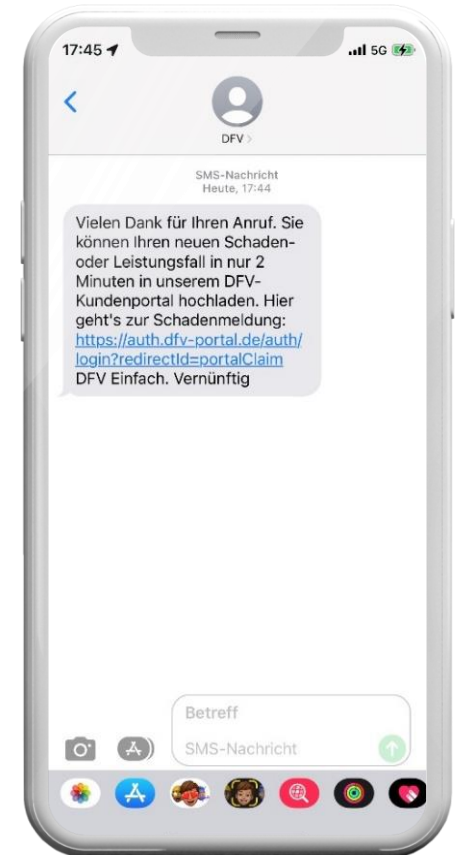 17:45
5G
DFV
SMS-Nachricht
Heute, 17:44
Vielen Dank für Ihren Anruf. Sie
können Ihren neuen Schaden-
oder Leistungsfall in nur 2
Minuten in unserem DFV-
Kundenportal hochladen. Hier
geht's zur Schadenmeldung:
https://auth.dfv-portal.de/auth/
login?redirectId=portalClaim
DFV Einfach. Vernünftig
Betreff
SMS-Nachricht